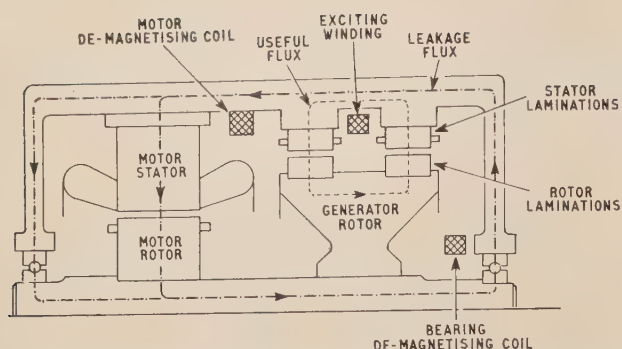 MOTOR
DE-MAGNETISING COIL
USEFUL
FLUX
EXCITING
WINDING
LEAKAGE
FLUX
STATOR
LAMINATIONS
MOTOR
STATOR
GENERATOR
ROTOR
ROTOR
LAMINATIONS
MOTOR
ROTOR
BEARING
DE-MAGNETISING COIL